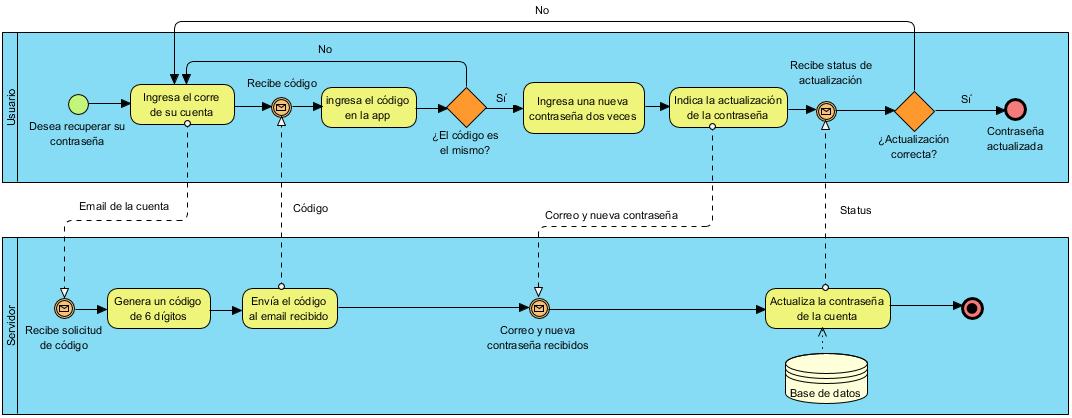 No
Usuario
No
Desea recuperar su
contraseña
Ingresa el corre
de su cuenta
Recibe código
ingresa el código
en la app
¿El código es
el mismo?
Sí
Ingresa una nueva
contraseña dos veces
Indica la actualización
de la contraseña
Recibe status de
actualización
¿Actualización
correcta?
Sí
Contraseña
actualizada
Email de la cuenta
Código
Correo y nueva contraseña
Status
Servidor
Recibe solicitud
de código
Genera un código
de 6 dígitos
Envía el código
al email recibido
Correo y nueva
contraseña recibidos
Actualiza la contraseña
de la cuenta
Base de datos